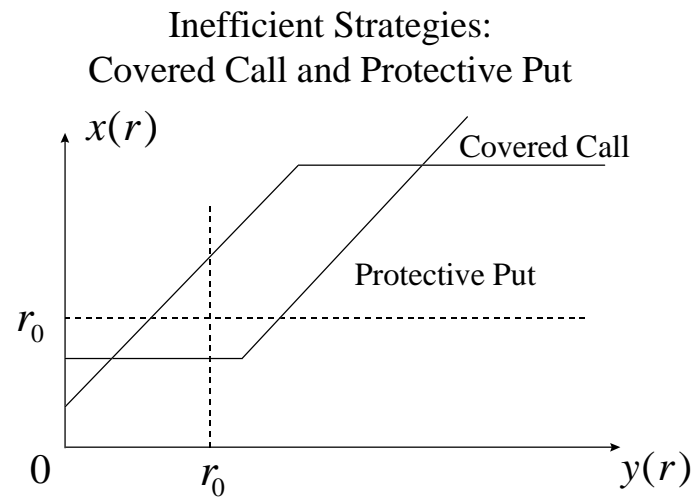 Inefficient Strategies:
Covered Call and Protective Put
x(r)
Covered Call
Protective Put
r₀
0
r₀
y(r)